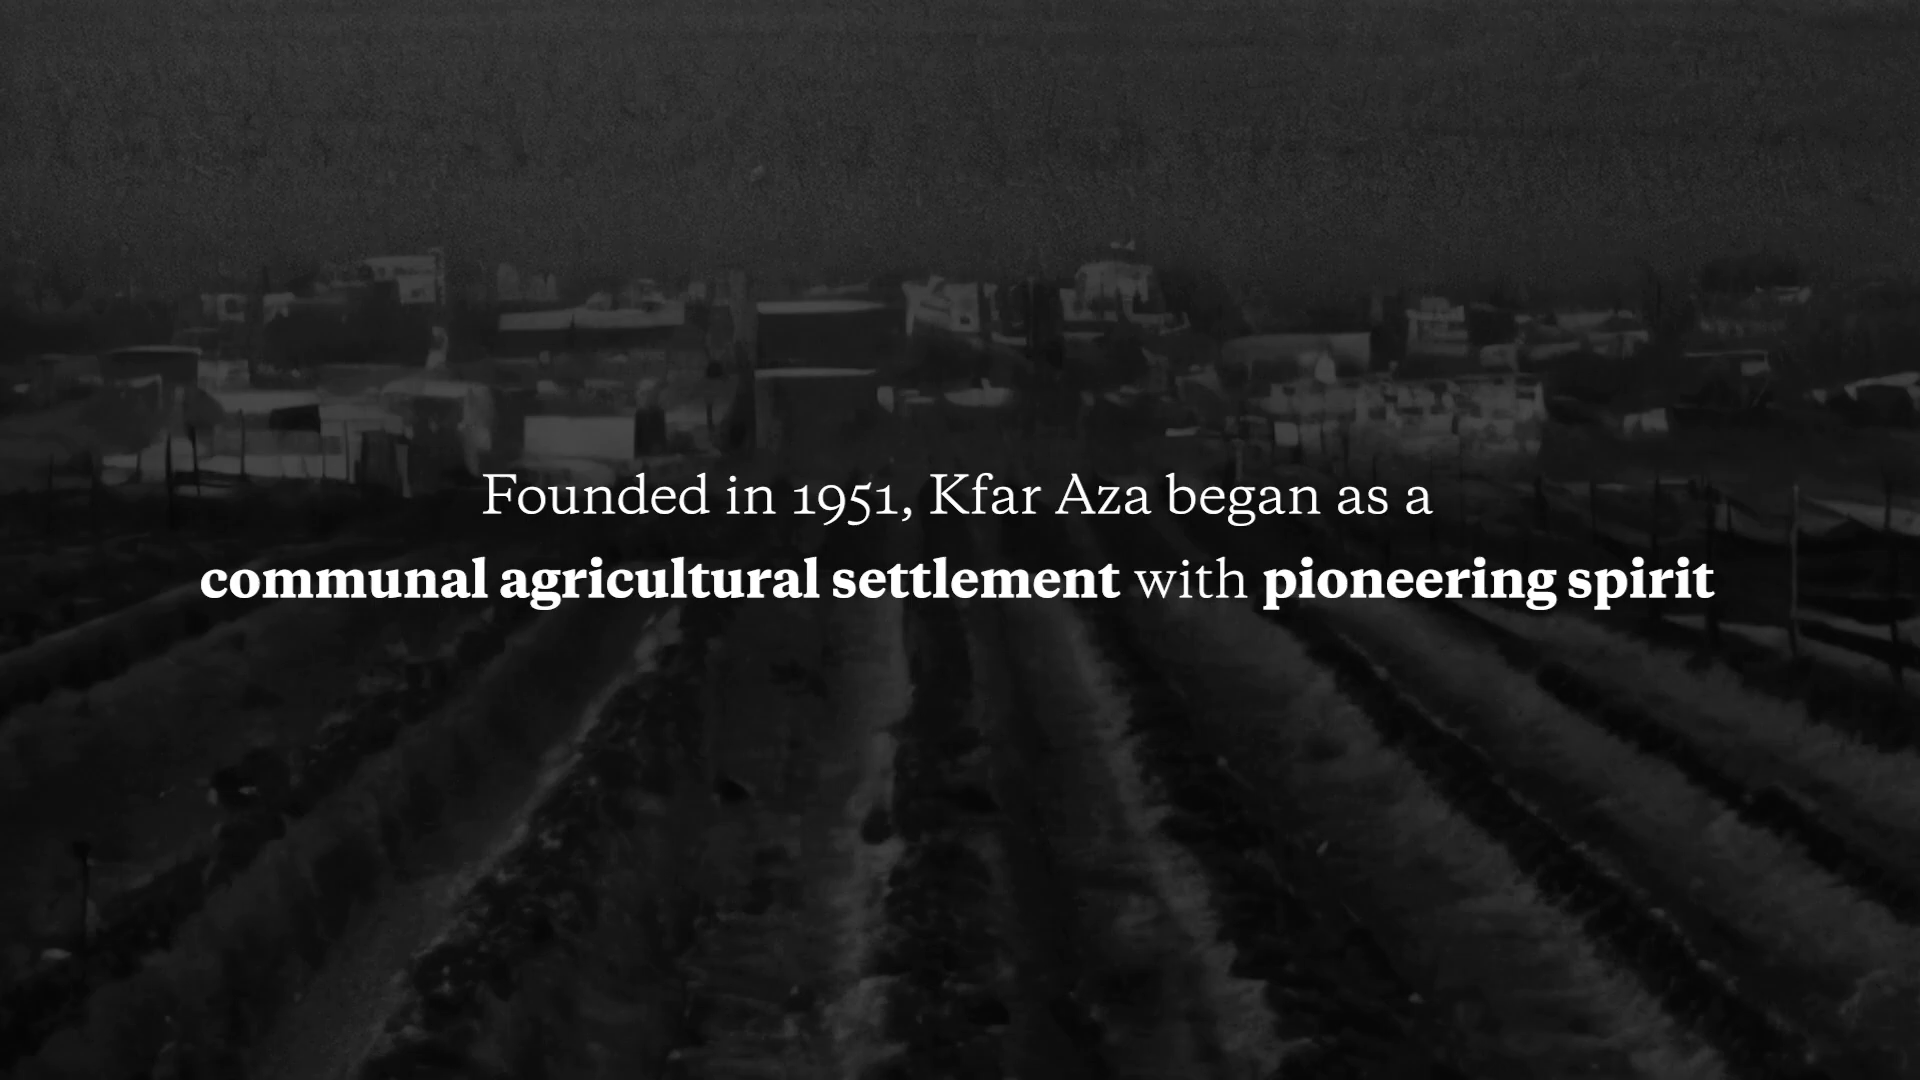 Founded in 1951, Kfar Aza began as a
communal agricultural settlement with pioneering spirit